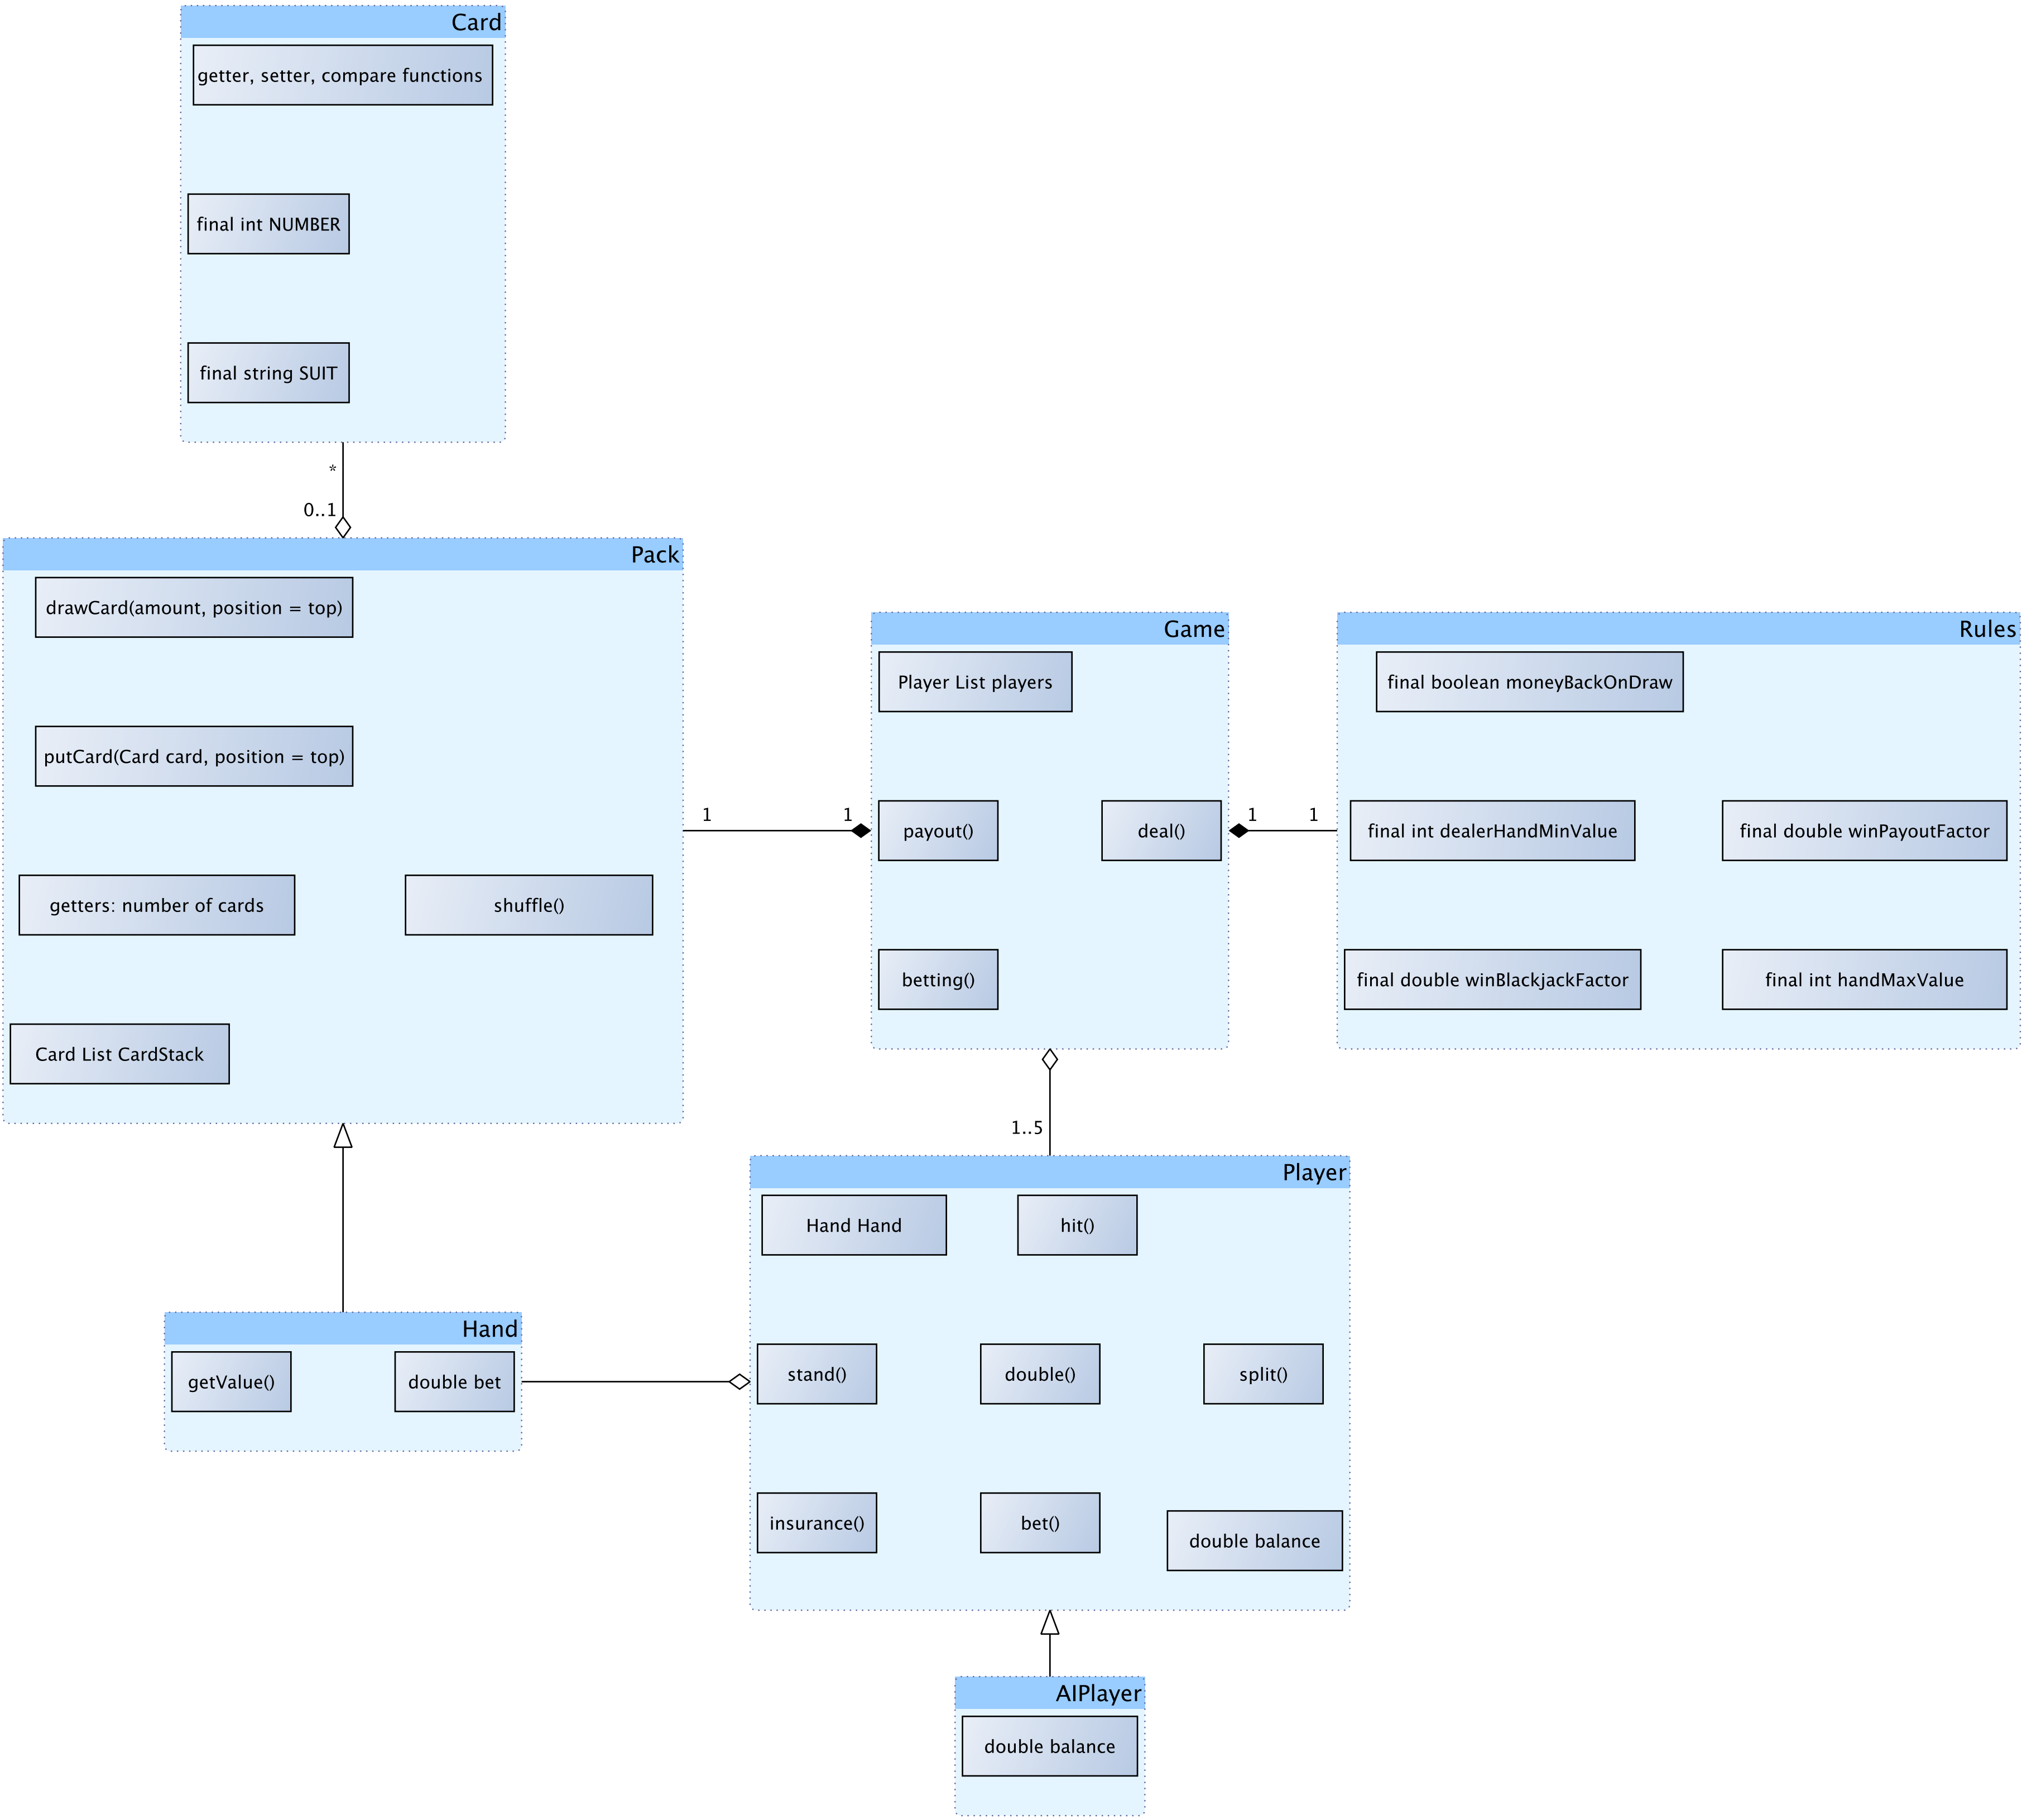 Card
getter, setter, compare functions
final int NUMBER
final string SUIT
*
0..1
Pack
drawCard(amount, position = top)
putCard(Card card, position = top)
getters: number of cards
shuffle()
Card List CardStack
1
1
Game
Player List players
payout()
deal()
betting()
1
1
Rules
final boolean moneyBackOnDraw
final int dealerHandMinValue
final double winPayoutFactor
final double winBlackjackFactor
final int handMaxValue
1..5
Player
Hand Hand
hit()
stand()
double()
split()
insurance()
bet()
double balance
Hand
getValue()
double bet
AIPlayer
double balance